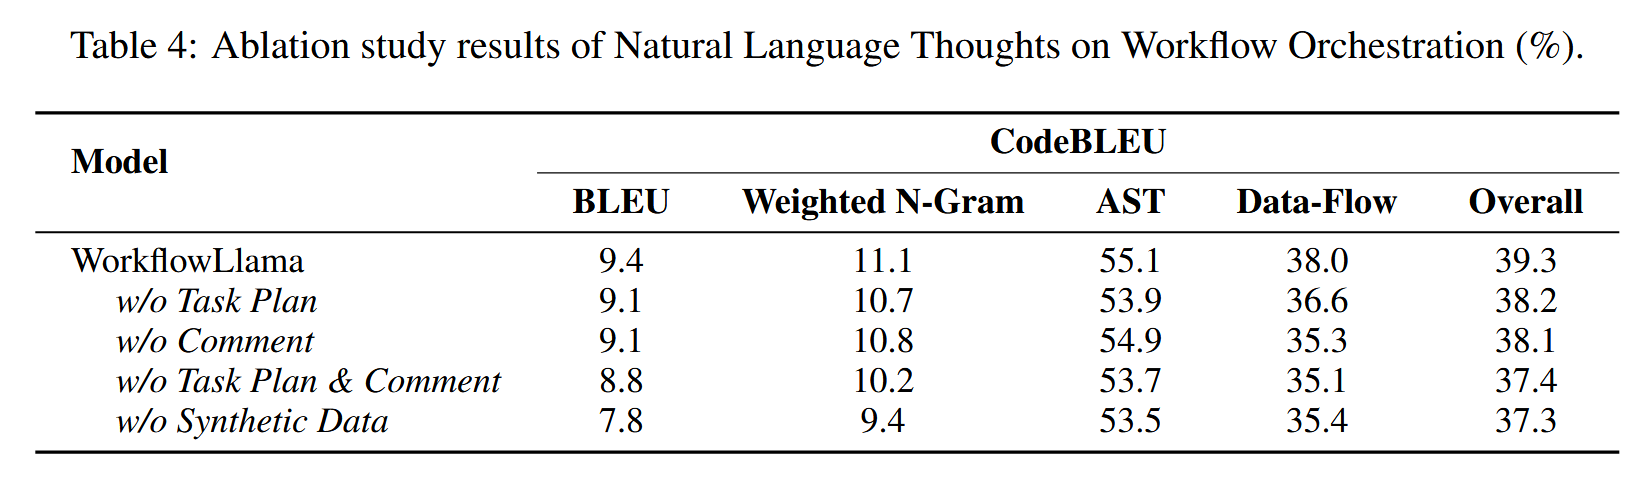 Table 4: Ablation study results of Natural Language Thoughts on Workflow Orchestration (%).
Model CodeBLEU
BLEU Weighted N-Gram AST Data-Flow Overall
WorkflowLlama 9.4 11.1 55.1 38.0 39.3
w/o Task Plan 9.1 10.7 53.9 36.6 38.2
w/o Comment 9.1 10.8 54.9 35.3 38.1
w/o Task Plan & Comment 8.8 10.2 53.7 35.1 37.4
w/o Synthetic Data 7.8 9.4 53.5 35.4 37.3